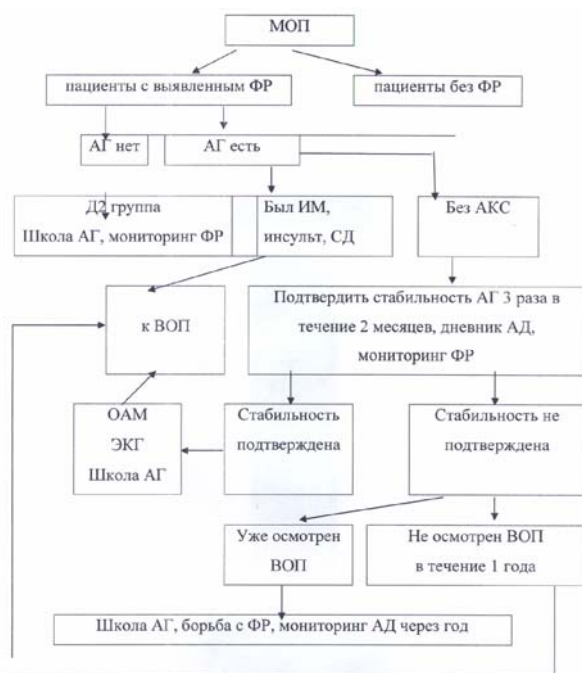 МОП
пациенты с выявленным ФР
пациенты без ФР
АГ нет
АГ есть
Д2 группа
Школа АГ, мониторинг ФР
Был ИМ,
инсульт, СД
Без АКС
к ВОП
Подтвердить стабильность АГ 3 раза в
течение 2 месяцев, дневник АД,
мониторинг ФР
ОАМ
ЭКГ
Школа АГ
Стабильность
подтверждена
Стабильность не
подтверждена
Уже осмотрен
ВОП
Не осмотрен ВОП
в течение 1 года
Школа АГ, борьба с ФР, мониторинг АД через год